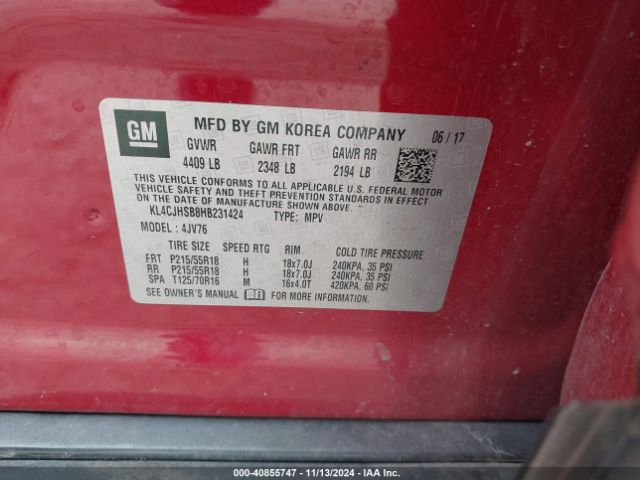 GM
MFD BY GM KOREA COMPANY 06/17
GVWR GAWR FRT GAWR RR
4409 LB 2348 LB 2194 LB
THIS VEHICLE CONFORMS TO ALL APPLICABLE U.S. FEDERAL MOTOR
VEHICLE SAFETY AND THEFT PREVENTION STANDARDS IN EFFECT
ON THE DATE OF MANUFACTURE SHOWN ABOVE.
KL4CJHSB8HB231424 TYPE: MPV
MODEL: 4JV76
TIRE SIZE SPEED RTG RIM COLD TIRE PRESSURE
FRT P215/55R18 H 18x7.0J 240KPA, 35 PSI
RR P215/55R18 H 18x7.0J 240KPA, 35 PSI
SPA T125/70R16 M 16x4.0T 420KPA, 60 PSI
SEE OWNER'S MANUAL FOR MORE INFORMATION.
000-40855747 - 11/13/2024 - IAA Inc.